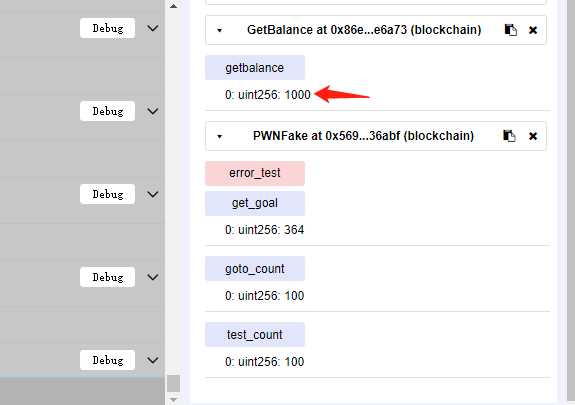 Debug
Debug
Debug
Debug
Debug
GetBalance at 0x86e...e6a73 (blockchain)
getbalance
0: uint256: 1000
PWNFake at 0x569...36abf (blockchain)
error_test
get_goal
0: uint256: 364
goto_count
0: uint256: 100
test_count
0: uint256: 100